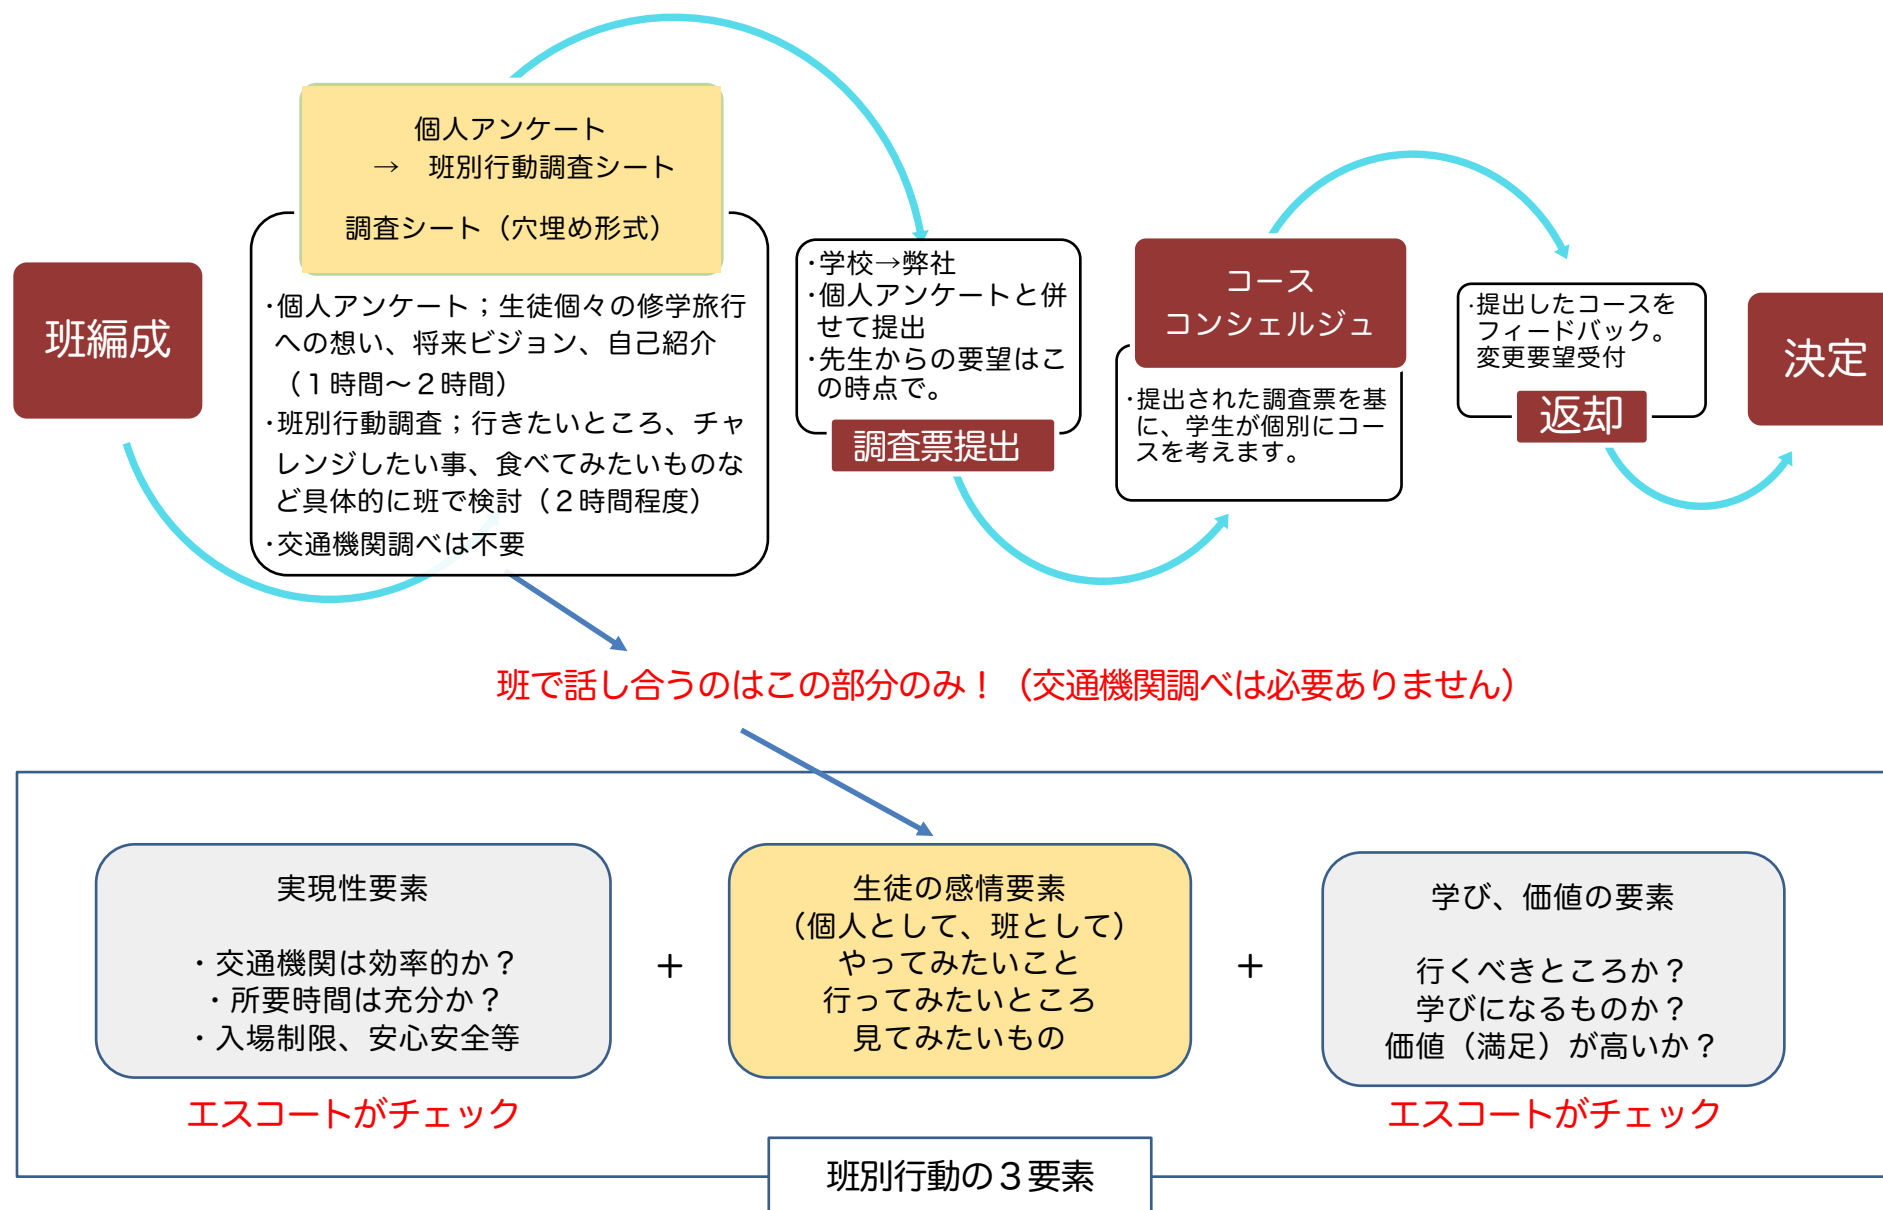 班編成
個人アンケート
→ 班別行動調査シート
調査シート（穴埋め形式）
・個人アンケート；生徒個々の修学旅行
への想い、将来ビジョン、自己紹介
（１時間～２時間）
・班別行動調査；行きたいところ、チャ
レンジしたい事、食べてみたいものな
ど具体的に班で検討（２時間程度）
・交通機関調べは不要
・学校→弊社
・個人アンケートと併
せて提出
・先生からの要望はこ
の時点で。
調査票提出
コース
コンシェルジュ
・提出された調査票を基
に、学生が個別にコー
スを考えます。
・提出したコースを
フィードバック。
変更要望受付
返却
決定
班で話し合うのはこの部分のみ！（交通機関調べは必要ありません）
実現性要素
・交通機関は効率的か？
・所要時間は充分か？
・入場制限、安心安全等
エスコートがチェック
＋
生徒の感情要素
（個人として、班として）
やってみたいこと
行ってみたいところ
見てみたいもの
＋
学び、価値の要素
行くべきところか？
学びになるものか？
価値（満足）が高いか？
エスコートがチェック
班別行動の３要素